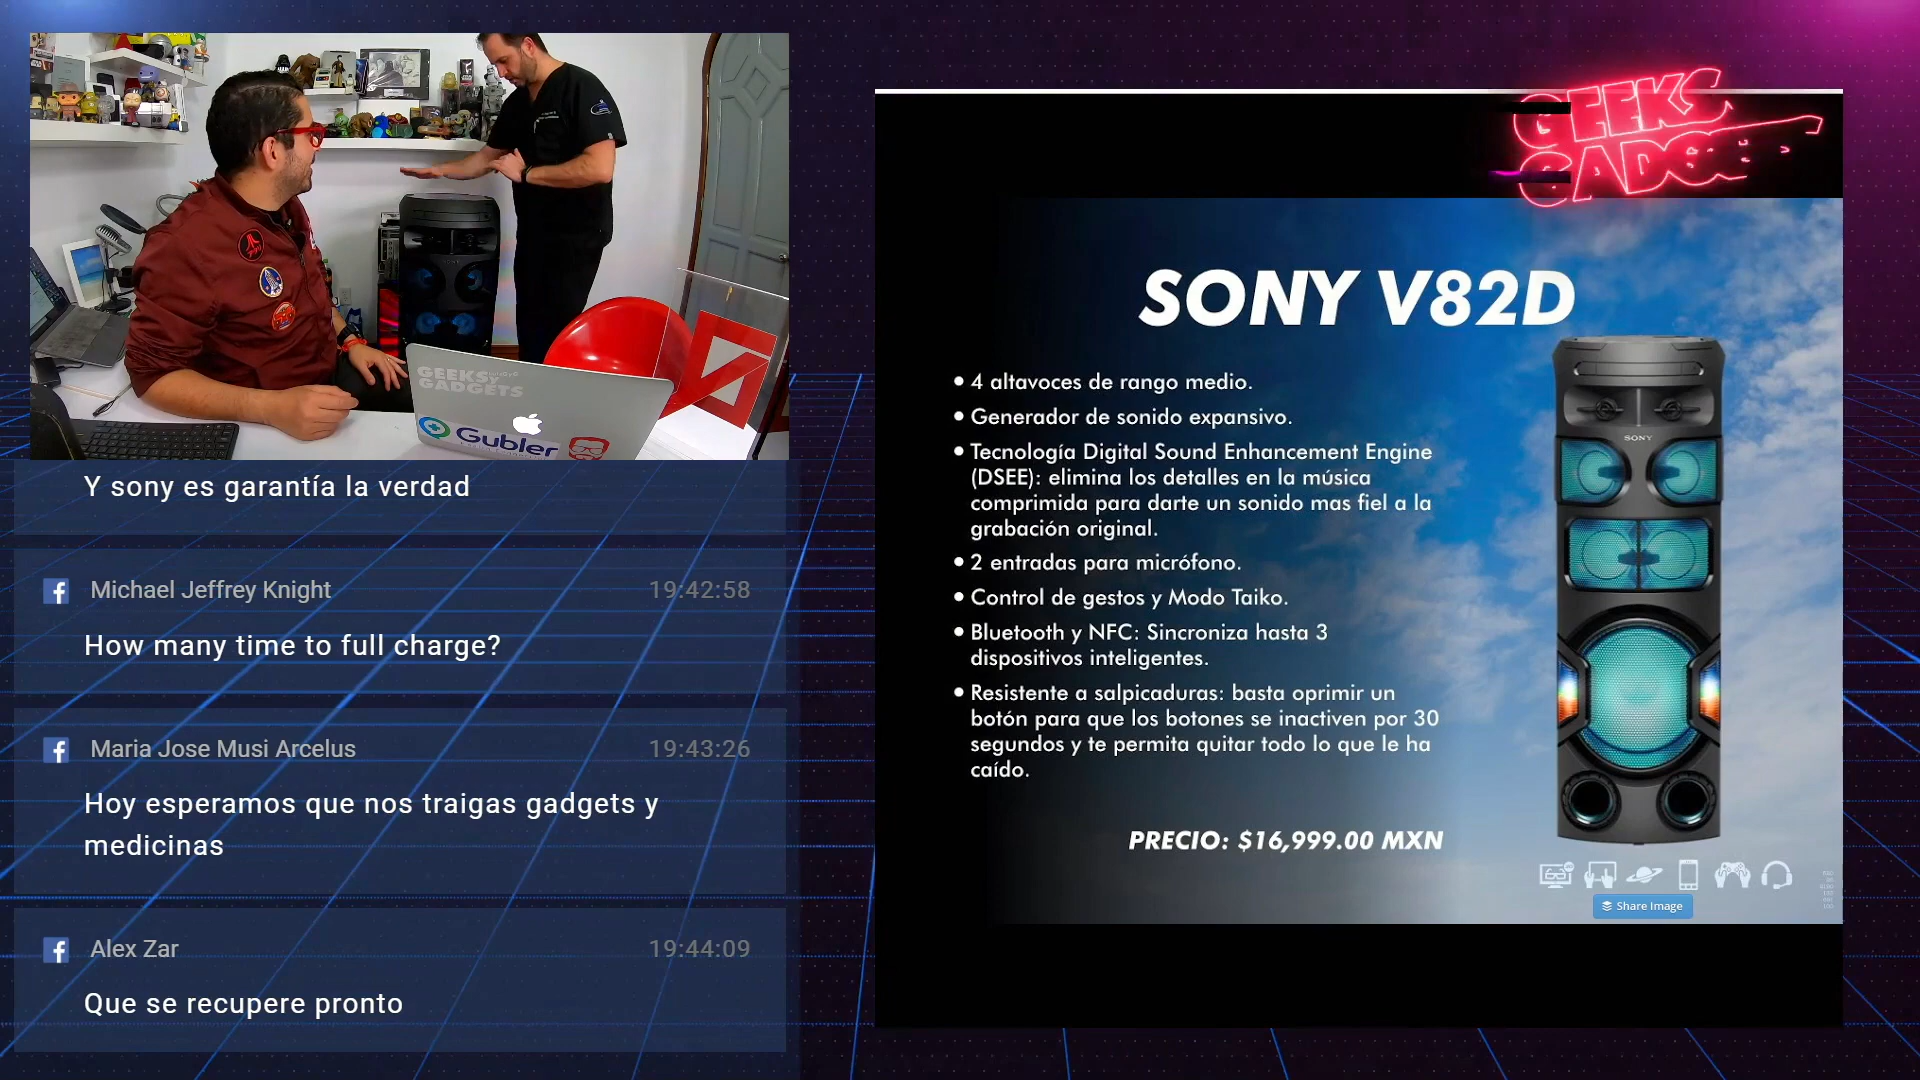 GEEKS Y
GADGETS
Gubler
Y sony es garantía la verdad
Michael Jeffrey Knight 19:42:58
How many time to full charge?
Maria Jose Musi Arcelus 19:43:26
Hoy esperamos que nos traigas gadgets y
medicinas
Alex Zar 19:44:09
Que se recupere pronto
GEEKS
SONY V82D
• 4 altavoces de rango medio.
• Generador de sonido expansivo.
• Tecnología Digital Sound Enhancement Engine
(DSEE): elimina los detalles en la música
comprimida para darte un sonido mas fiel a la
grabación original.
• 2 entradas para micrófono.
• Control de gestos y Modo Taiko.
• Bluetooth y NFC: Sincroniza hasta 3
dispositivos inteligentes.
• Resistente a salpicaduras: basta oprimir un
botón para que los botones se inactiven por 30
segundos y te permita quitar todo lo que le ha
caído.
PRECIO: $16,999.00 MXN
SONY
Share Image